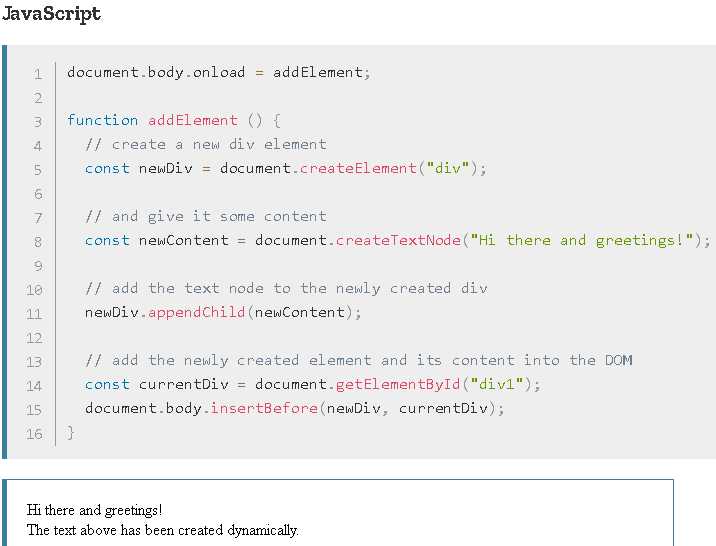 JavaScript
1 document.body.onload = addElement;
2
3 function addElement () {
4 // create a new div element
5 const newDiv = document.createElement("div");
6
7 // and give it some content
8 const newContent = document.createTextNode("Hi there and greetings!");
9
10 // add the text node to the newly created div
11 newDiv.appendChild(newContent);
12
13 // add the newly created element and its content into the DOM
14 const currentDiv = document.getElementById("div1");
15 document.body.insertBefore(newDiv, currentDiv);
16 }
Hi there and greetings!
The text above has been created dynamically.